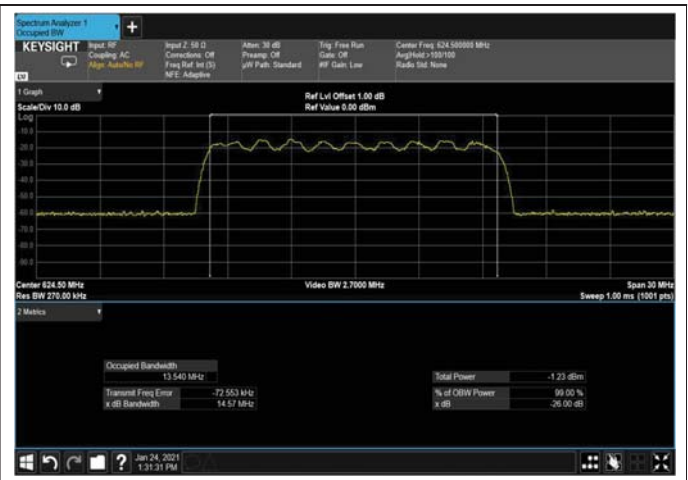 Spectrum Analyzer 1
Occupied BW
+
KEYSIGHT
Input: RF
Coupling: AC
Align: Auto/No RF
Input Z: 50 Ω
Corrections: Off
Freq Ref: Int (S)
NFE: Adaptive
Atten: 30 dB
Preamp: Off
µW Path: Standard
Trig: Free Run
Gate: Off
#IF Gain: Low
Center Freq: 624.500000 MHz
Avg|Hold:>100/100
Radio Std: None
1 Graph
Scale/Div 10.0 dB
Ref Lvl Offset 1.00 dB
Ref Value 0.00 dBm
Log
-10.0
-20.0
-30.0
-40.0
-50.0
-60.0
-70.0
-80.0
-90.0
Center 624.50 MHz
Res BW 270.00 kHz
Video BW 2.7000 MHz
Span 30 MHz
Sweep 1.00 ms (1001 pts)
2 Metrics
Occupied Bandwidth
13.540 MHz
Transmit Freq Error -72.553 kHz
x dB Bandwidth 14.57 MHz
Total Power -1.23 dBm
% of OBW Power 99.00 %
x dB -26.00 dB
?
Jan 24, 2021
1:31:31 PM